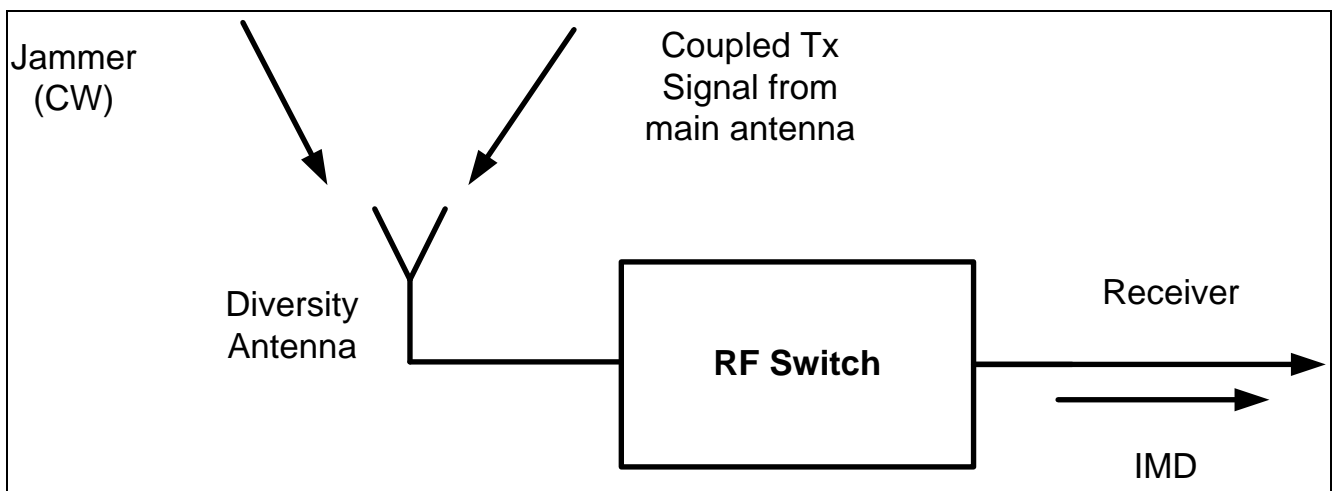 Jammer
(CW)
Coupled Tx
Signal from
main antenna
Diversity
Antenna
RF Switch
Receiver
IMD